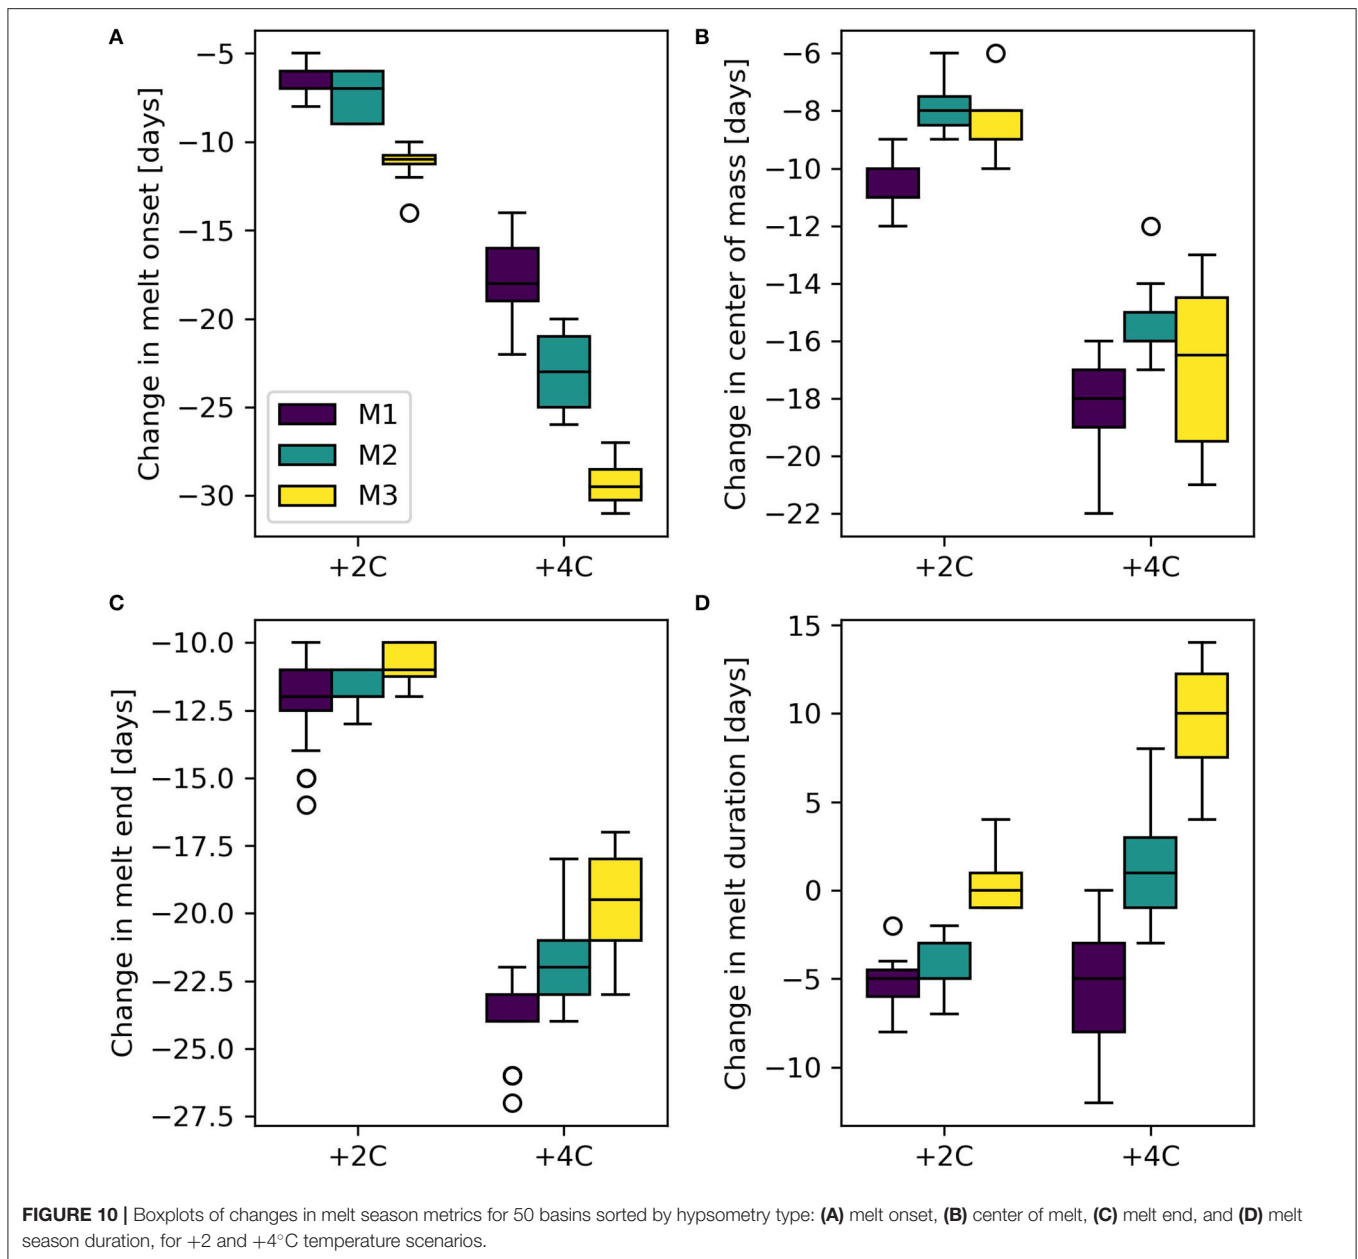 A
Change in melt onset [days]
−5
−10
−15
−20
−25
−30
M1
M2
M3
+2C
+4C
B
Change in center of mass [days]
−6
−8
−10
−12
−14
−16
−18
−20
−22
+2C
+4C
C
Change in melt end [days]
−10.0
−12.5
−15.0
−17.5
−20.0
−22.5
−25.0
−27.5
+2C
+4C
D
Change in melt duration [days]
15
10
5
0
−5
−10
+2C
+4C
FIGURE 10 | Boxplots of changes in melt season metrics for 50 basins sorted by hypsometry type: (A) melt onset, (B) center of melt, (C) melt end, and (D) melt
season duration, for +2 and +4°C temperature scenarios.